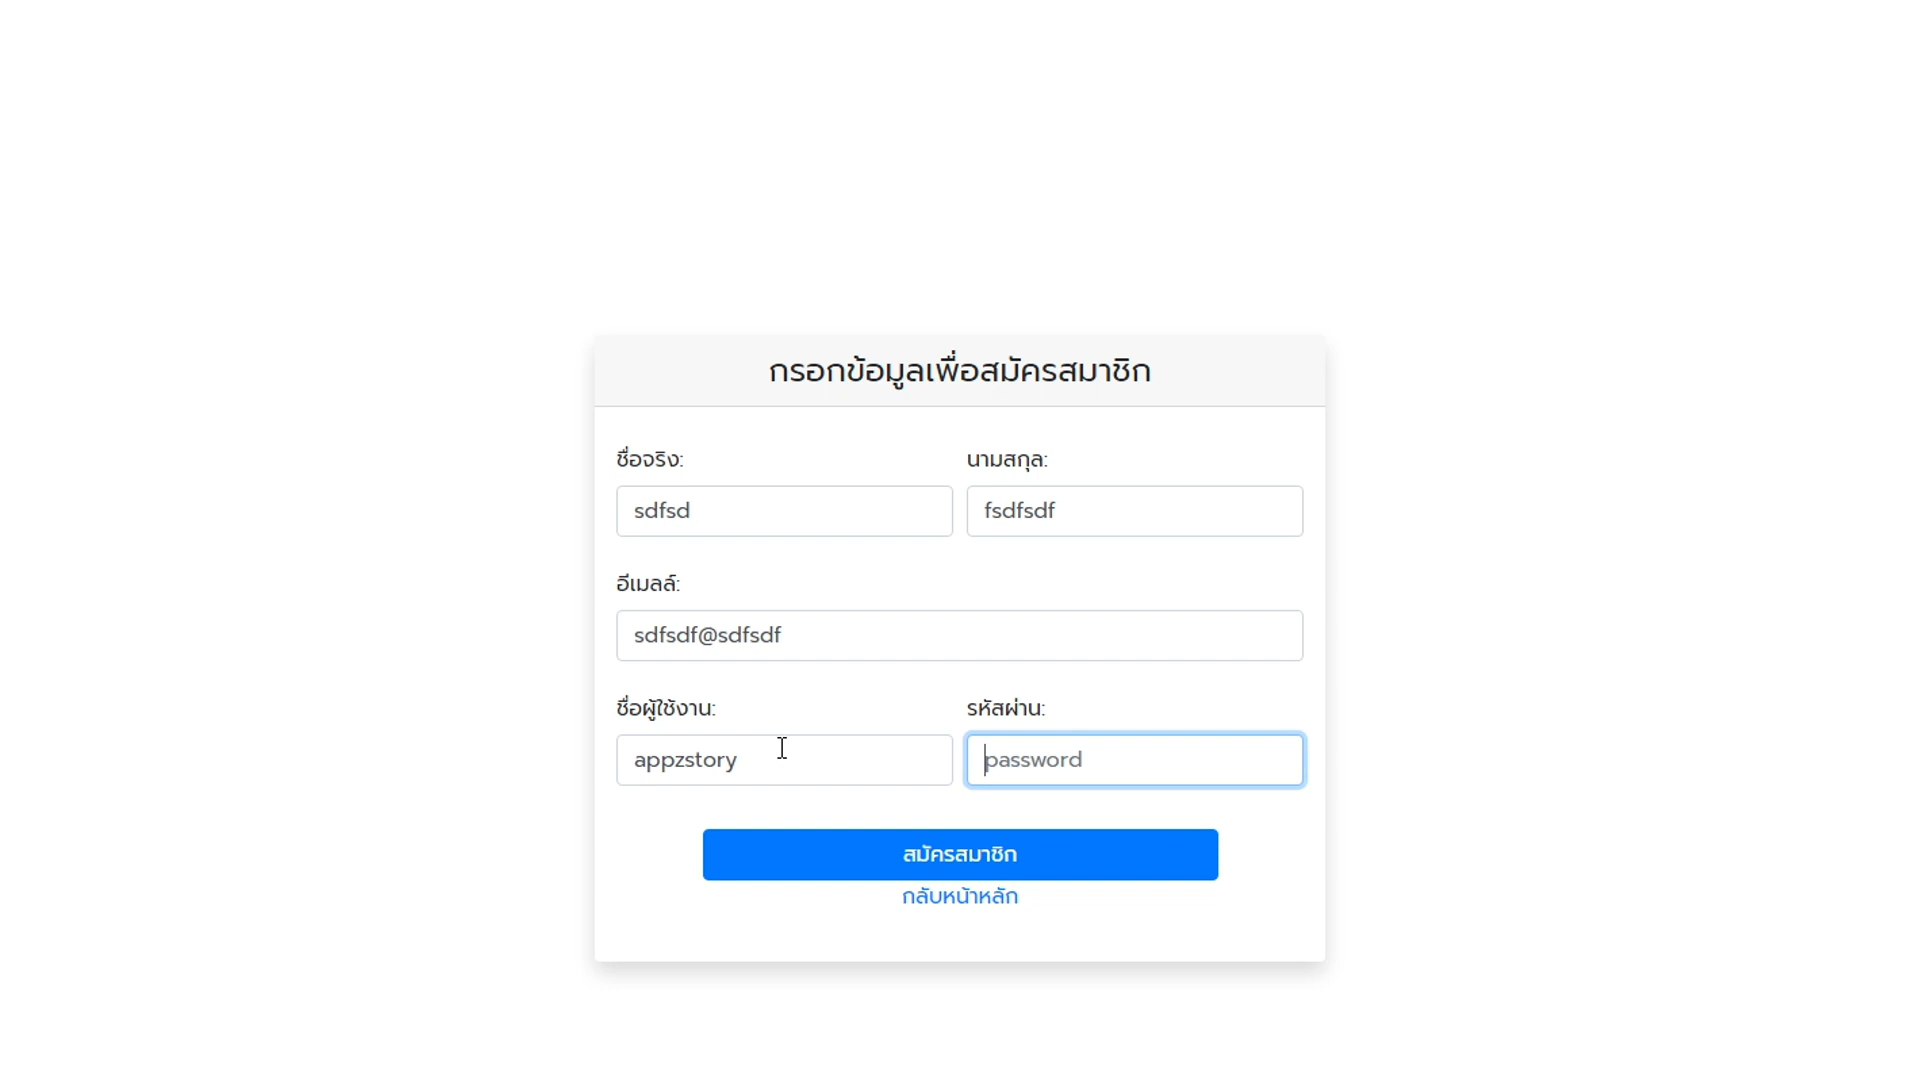 กรอกข้อมูลเพื่อสมัครสมาชิก
ชื่อจริง: นามสกุล:
sdfsd fsdfsdf
อีเมลล์:
sdfsdf@sdfsdf
ชื่อผู้ใช้งาน: รหัสผ่าน:
appzstory password
สมัครสมาชิก
กลับหน้าหลัก